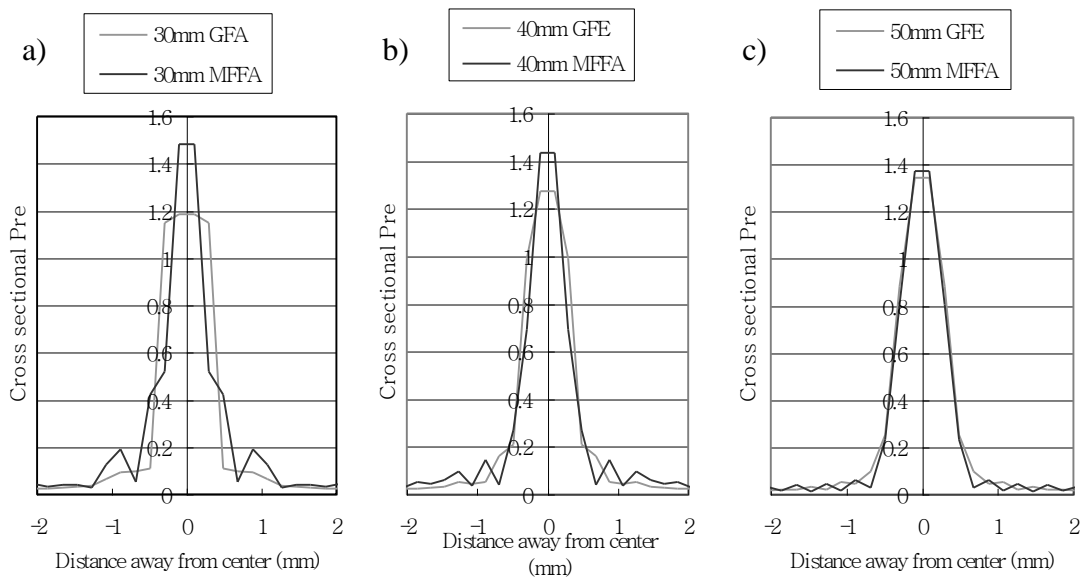 a)
30mm GFA
30mm MFFA
Cross sectional Pre
1.6
1.4
1.2
1
0.8
0.6
0.4
0.2
0
-2 -1 0 1 2
Distance away from center (mm)
b)
40mm GFE
40mm MFFA
Cross sectional Pre
1.6
1.4
1.2
1
0.8
0.6
0.4
0.2
0
-2 -1 0 1 2
Distance away from center
(mm)
c)
50mm GFE
50mm MFFA
Cross sectional Pre
1.6
1.4
1.2
1
0.8
0.6
0.4
0.2
0
-2 -1 0 1 2
Distance away from center (mm)